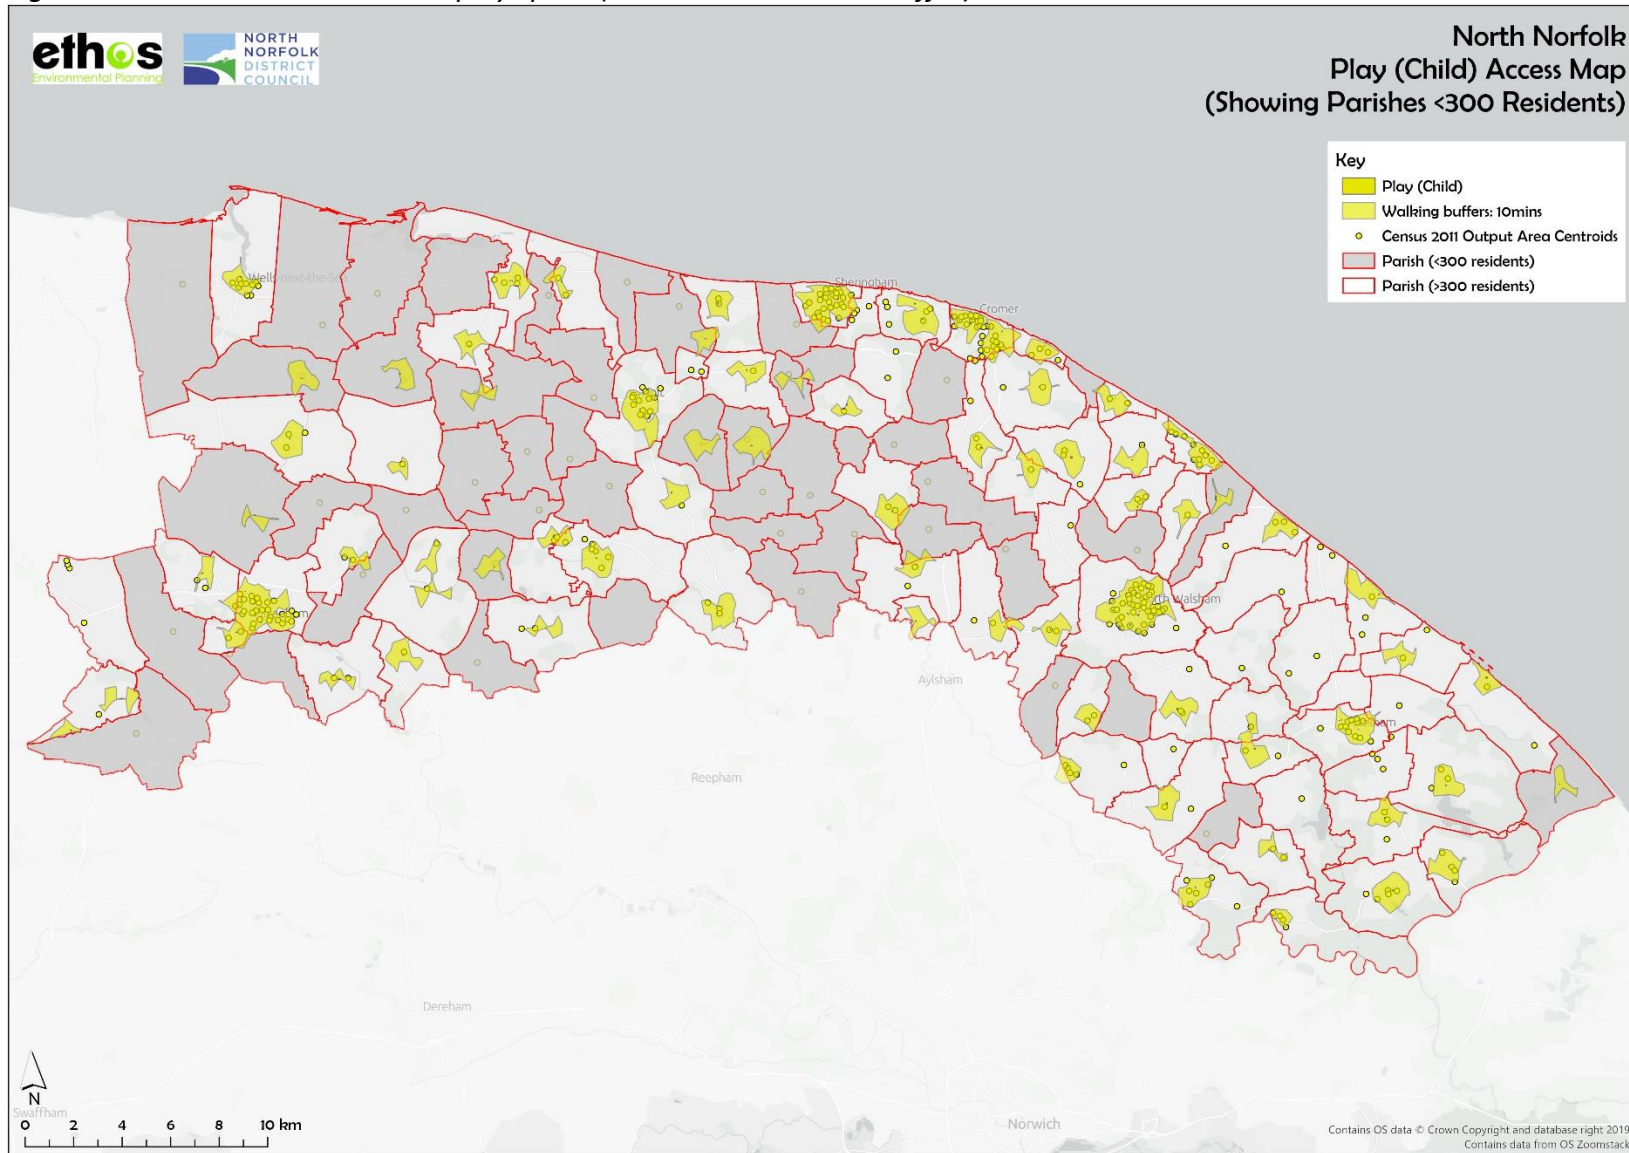 ethos
Environmental Planning
NORTH
NORFOLK
DISTRICT
COUNCIL
North Norfolk
Play (Child) Access Map
(Showing Parishes <300 Residents)
Key
Play (Child)
Walking buffers: 10mins
Census 2011 Output Area Centroids
Parish (<300 residents)
Parish (>300 residents)
Wells-next-the-Sea
Sheringham
Cromer
Walsham
Aylsham
Reepham
Dereham
Swaffham
Norwich
N
0 2 4 6 8 10 km
Contains OS data © Crown Copyright and database right 2019
Contains data from OS Zoomstack